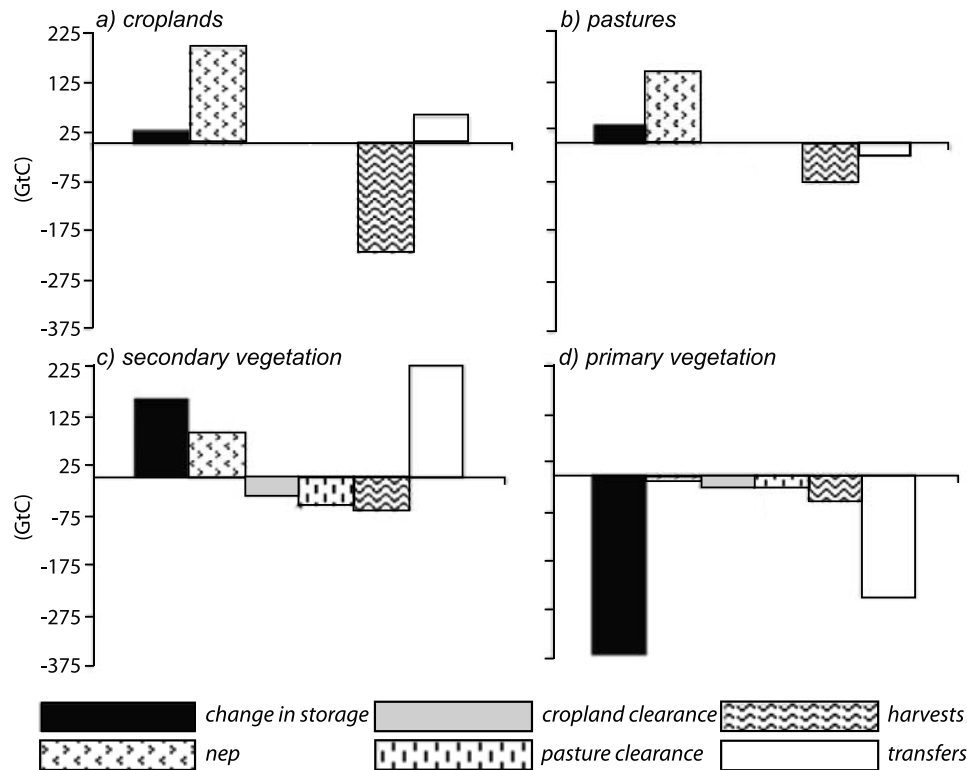 a) croplands
b) pastures
225
125
25
-75
-175
-275
-375
(GtC)
c) secondary vegetation
d) primary vegetation
225
125
25
-75
-175
-275
-375
(GtC)
change in storage
cropland clearance
harvests
nep
pasture clearance
transfers